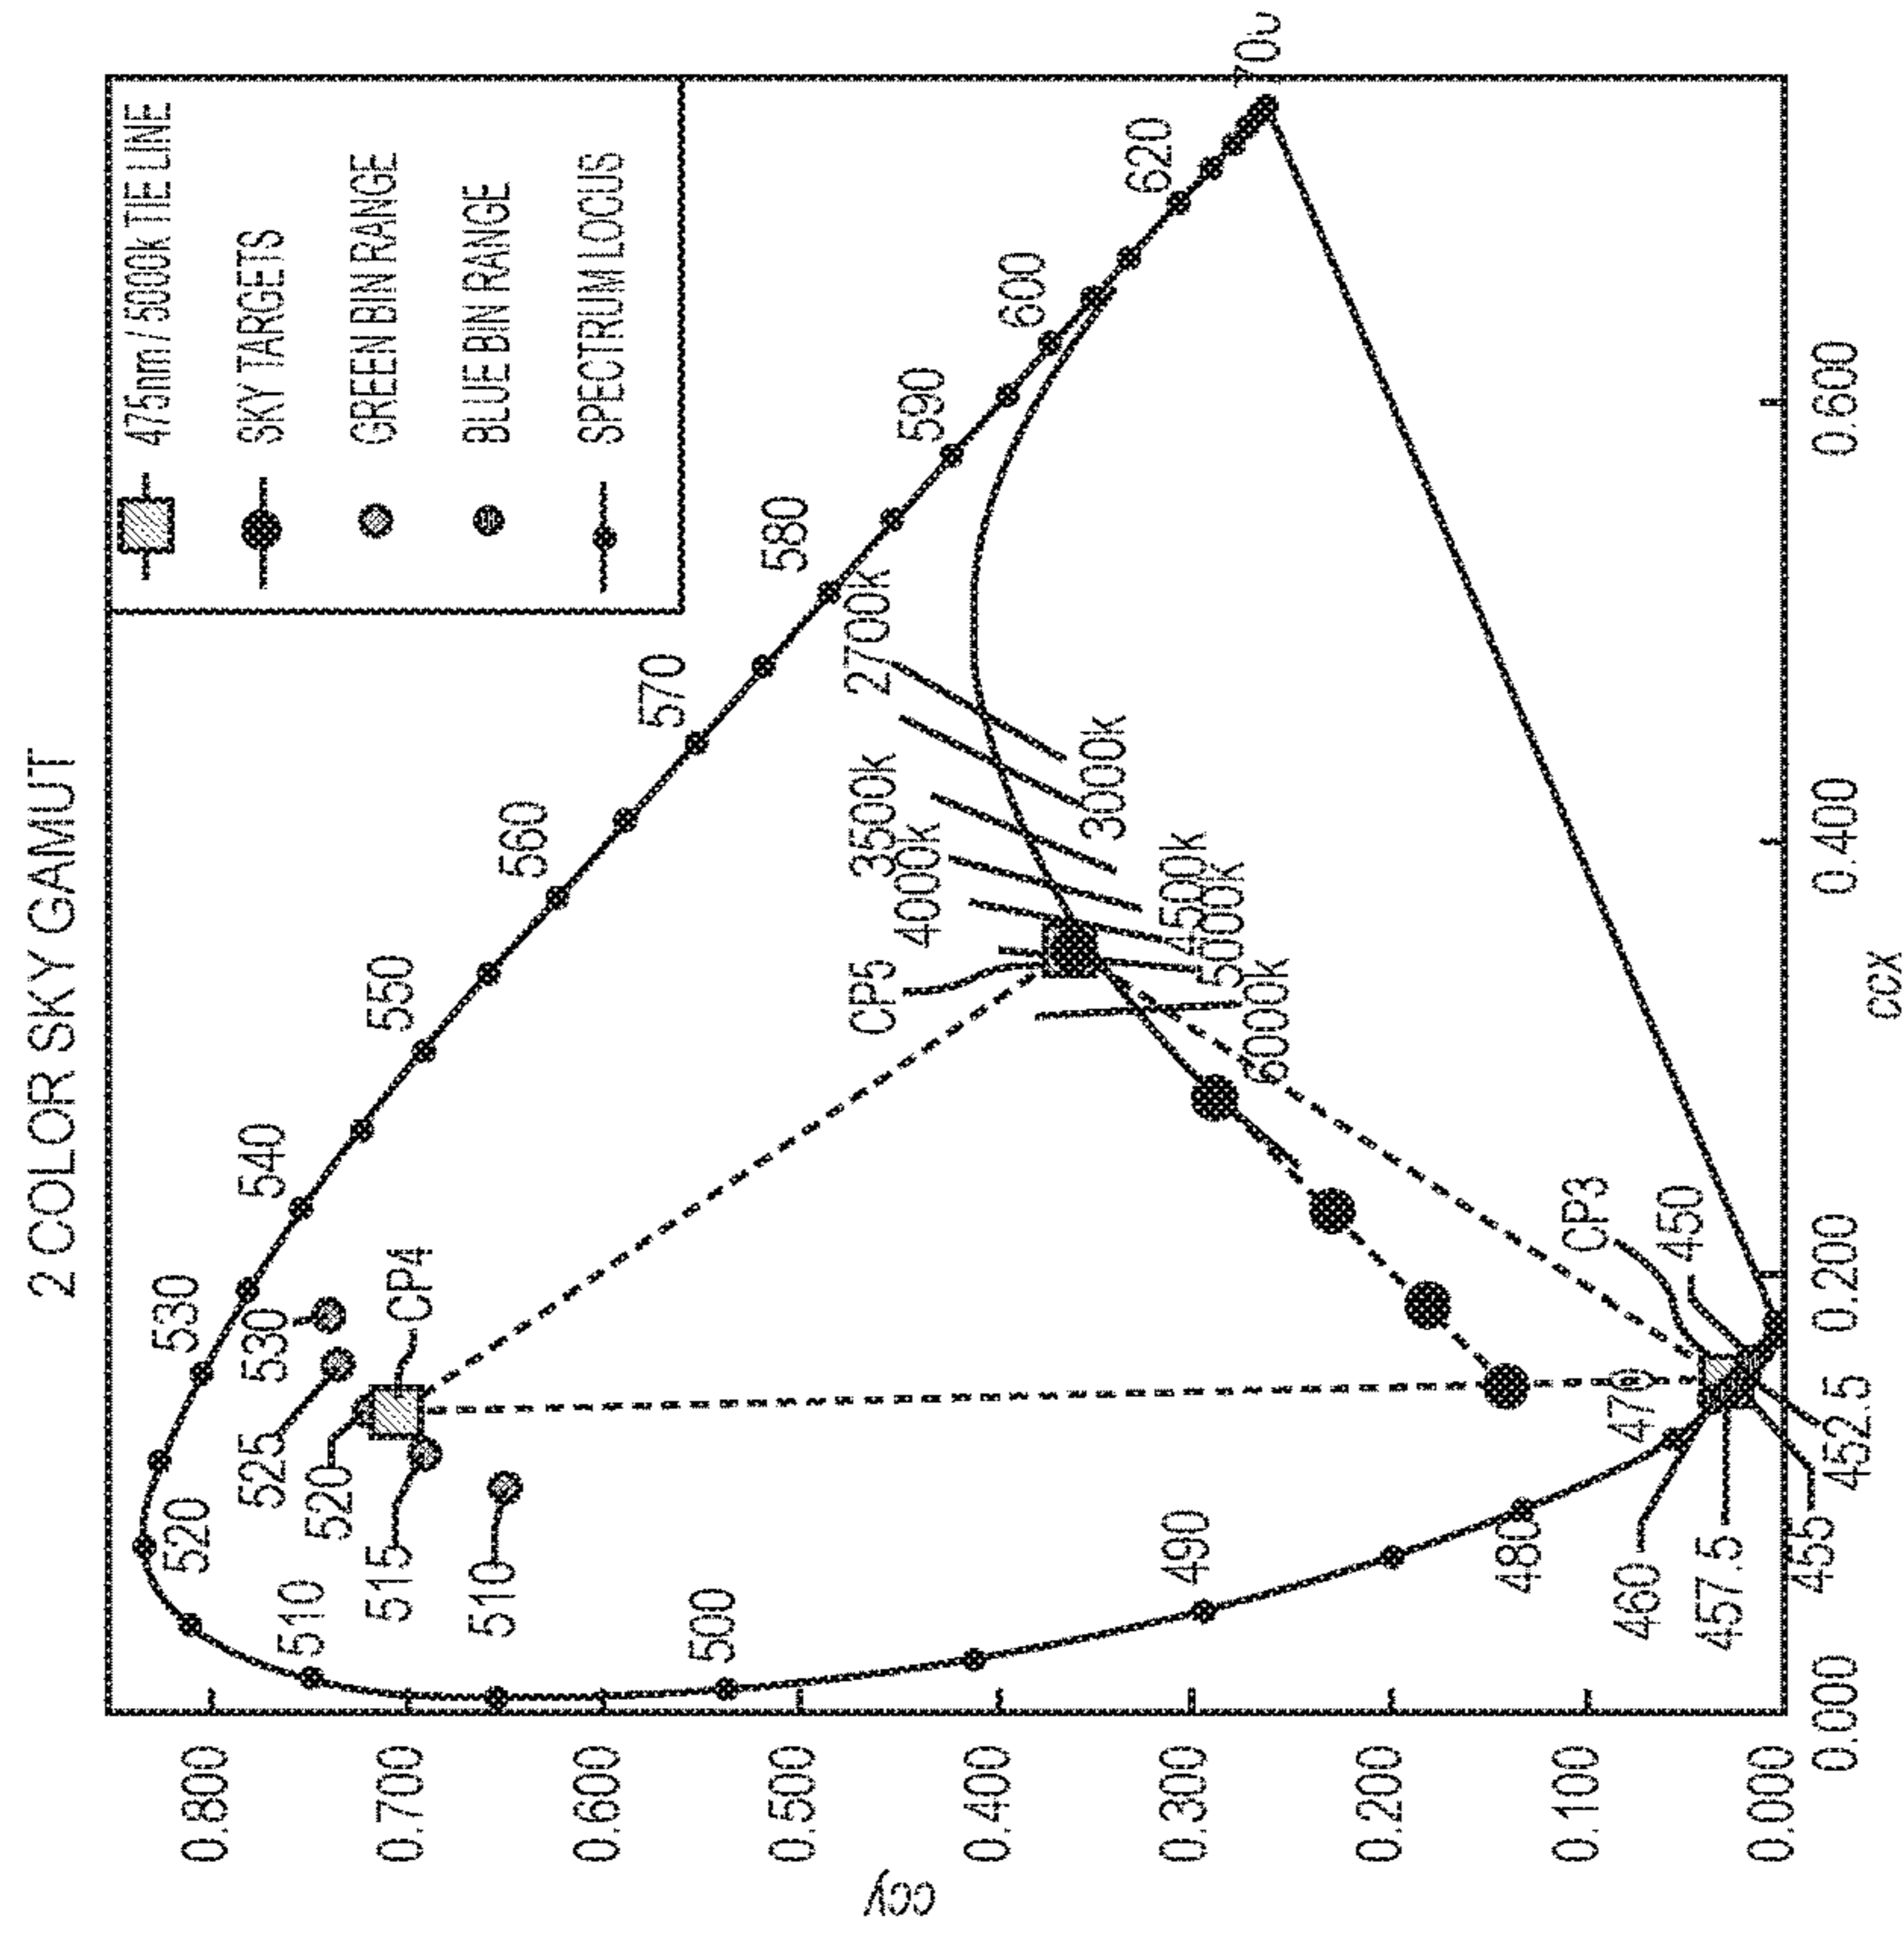 2 COLOR SKY GAMUT
475nm / 5000k TIE LINE
SKY TARGETS
GREEN BIN RANGE
BLUE BIN RANGE
SPECTRUM LOCUS
ccy
0.800
0.700
0.600
0.500
0.400
0.300
0.200
0.100
0.000
0.000
0.200
0.400
0.600
ccx
480
490
500
510
520
530
540
550
560
570
580
590
600
620
700
530
525
520
515
510
CP4
CP5
2700k
3000k
3500k
4000k
4500k
5000k
6000k
CP3
450
470
460
457.5
455
452.5